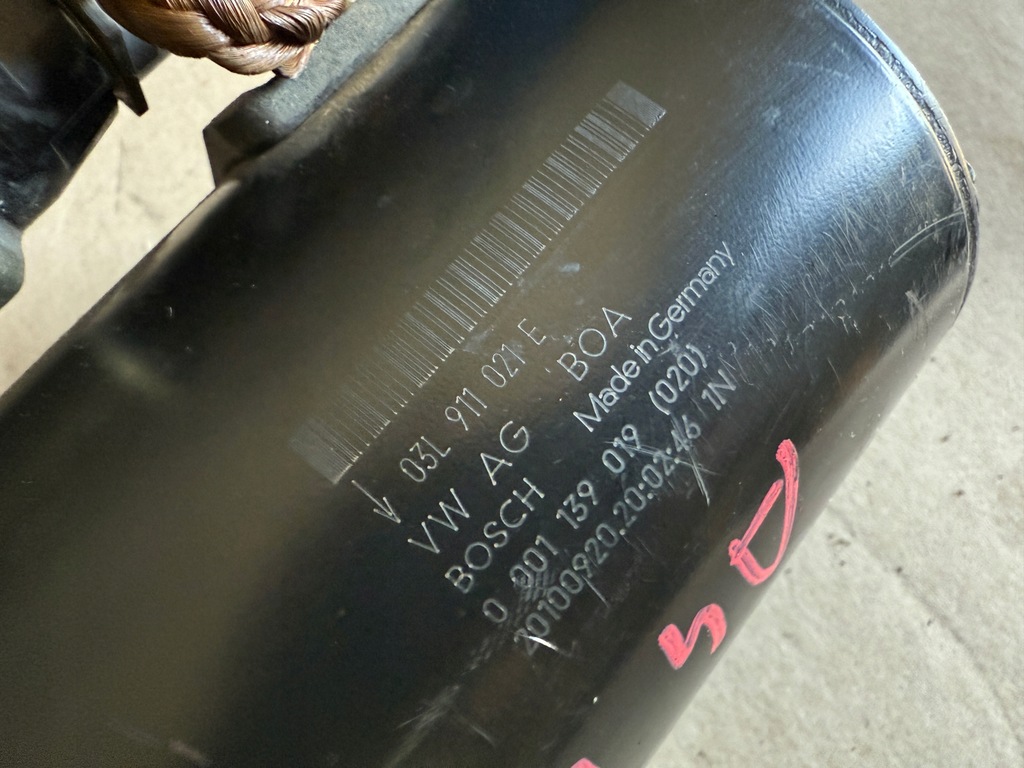 03L 911 021 E
VW AG BOA
BOSCH Made in Germany
0 001 139 019 (020)
20100920.20:02:46 1N